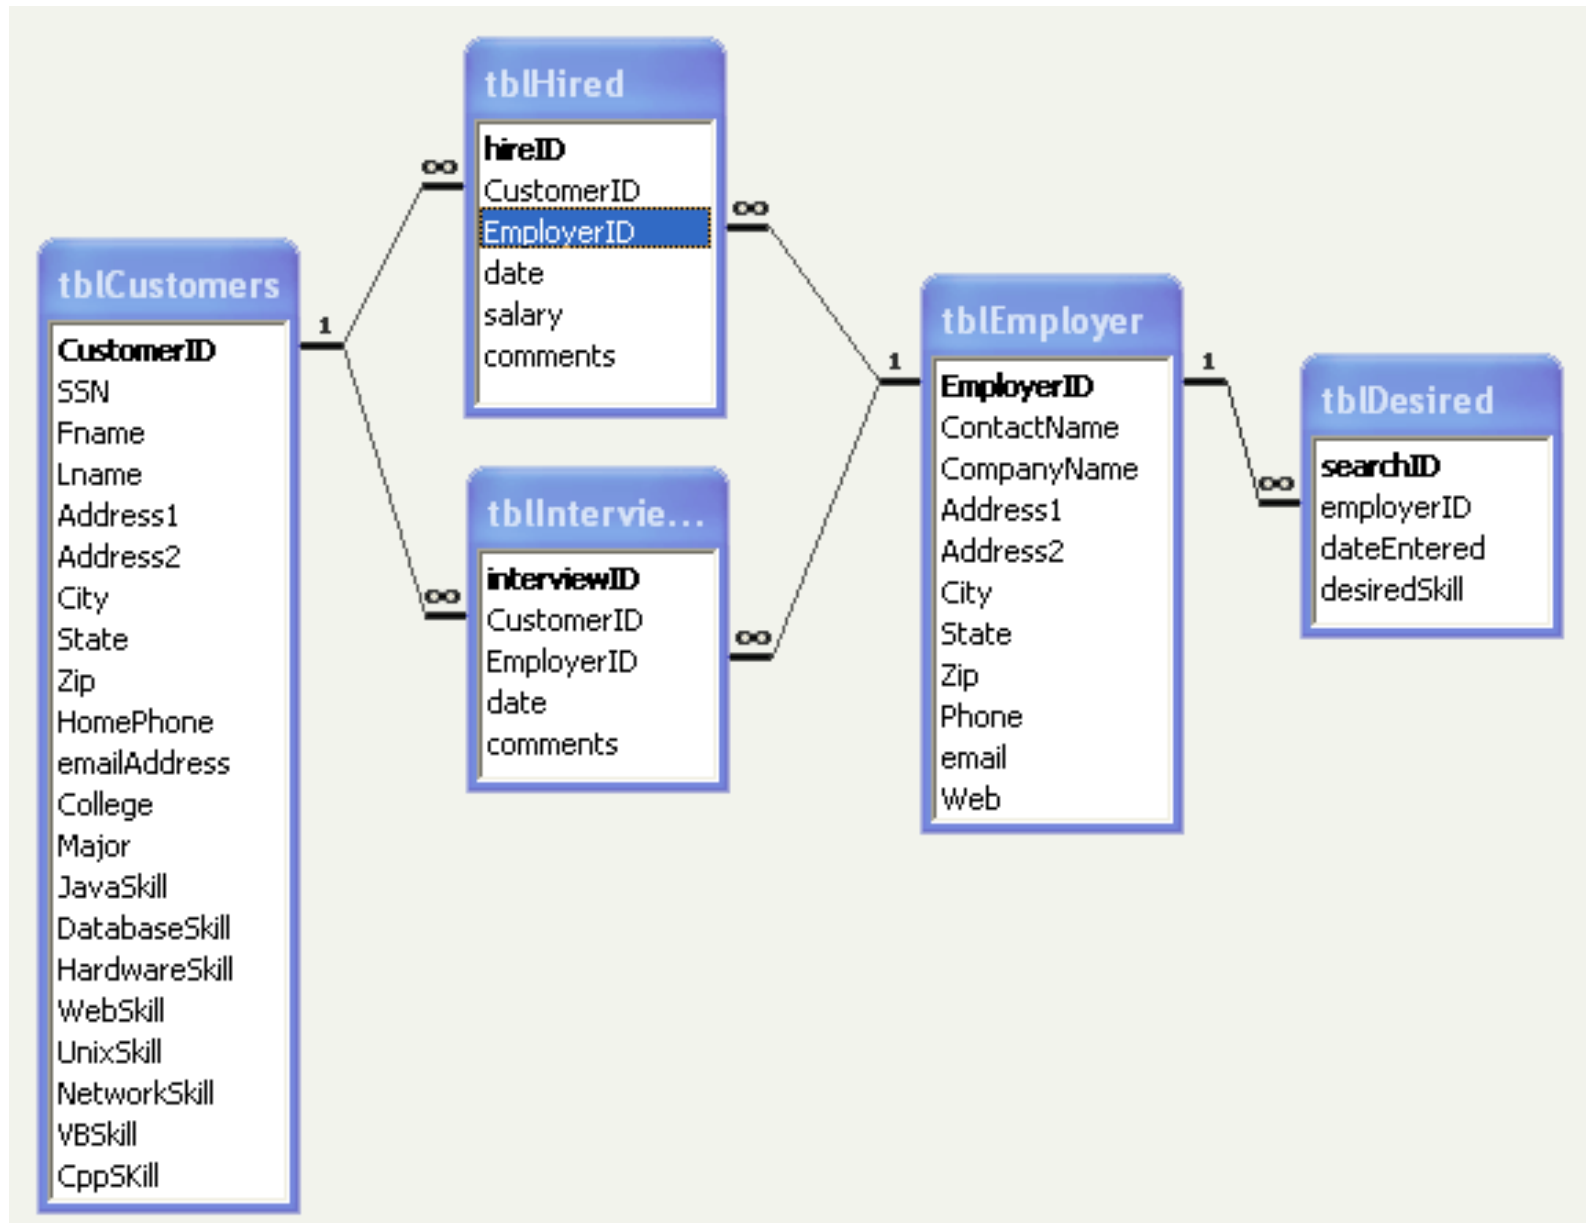 tblCustomers
CustomerID
SSN
Fname
Lname
Address1
Address2
City
State
Zip
HomePhone
emailAddress
College
Major
JavaSkill
DatabaseSkill
HardwareSkill
WebSkill
UnixSkill
NetworkSkill
VBSkill
CppSKill
1
∞
∞
tblHired
hireID
CustomerID
EmployerID
date
salary
comments
∞
tblIntervie...
interviewID
CustomerID
EmployerID
date
comments
∞
1
tblEmployer
EmployerID
ContactName
CompanyName
Address1
Address2
City
State
Zip
Phone
email
Web
1
∞
tblDesired
searchID
employerID
dateEntered
desiredSkill